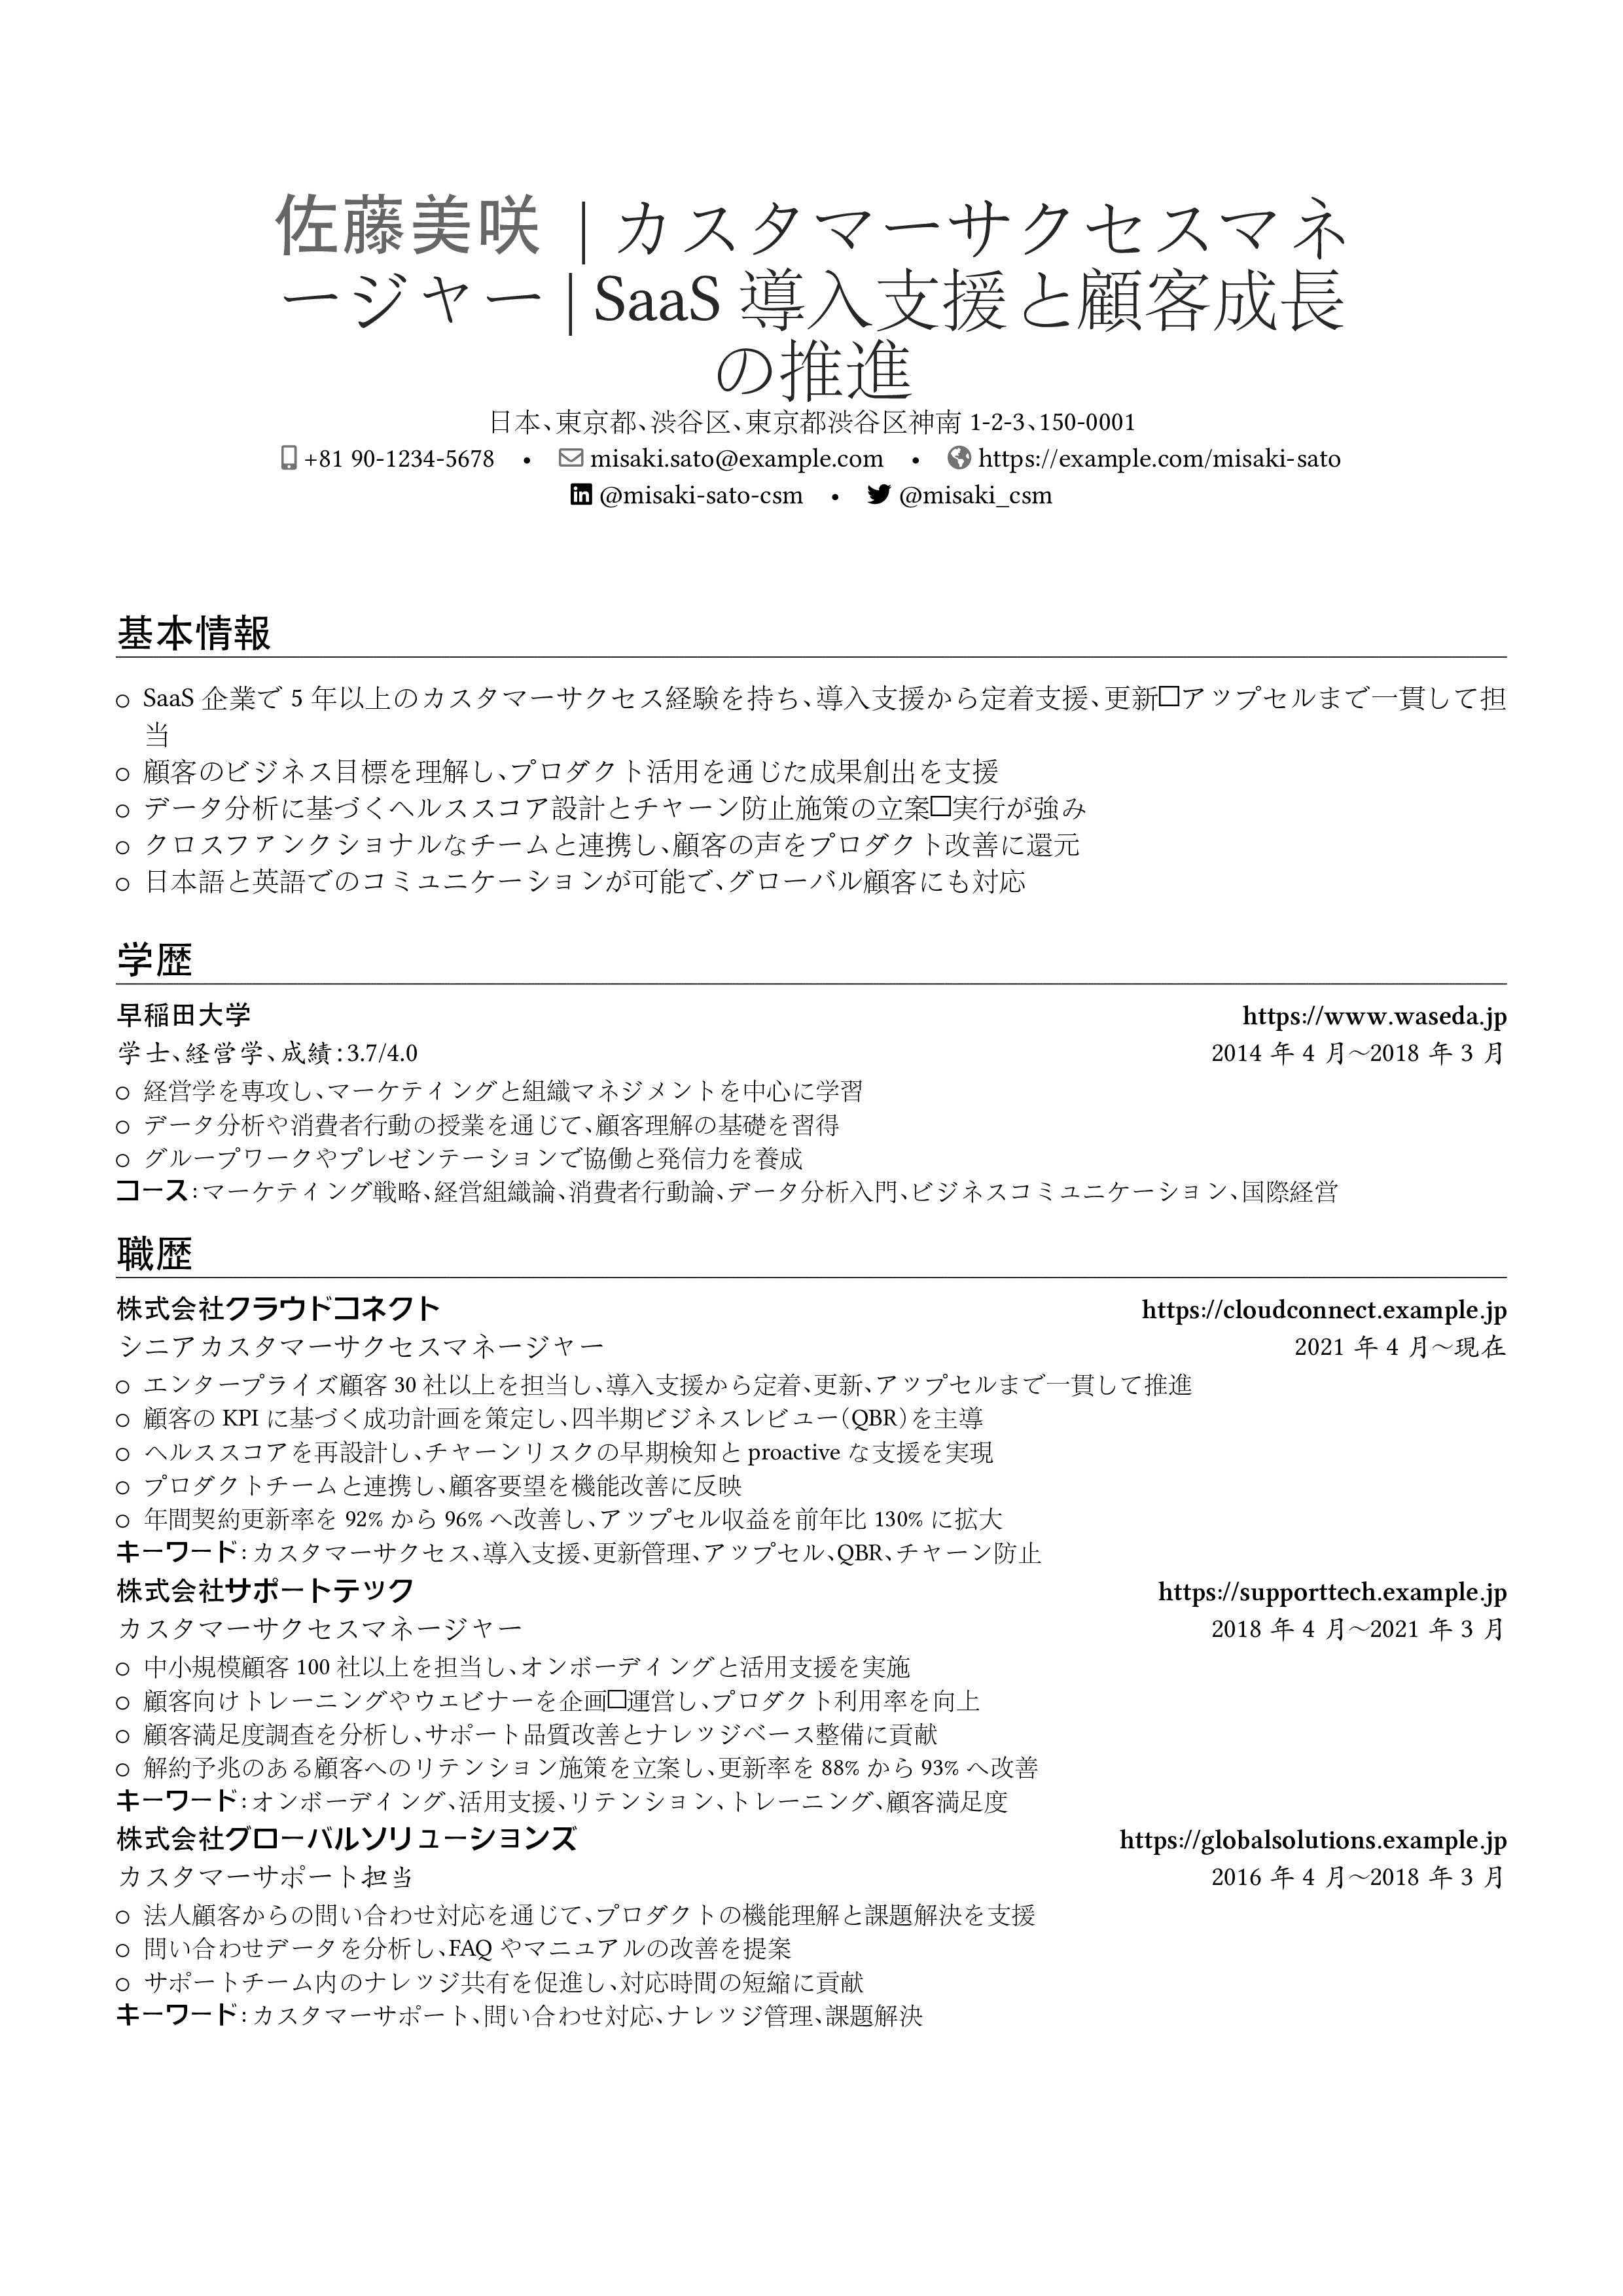 佐藤美咲 | カスタマーサクセスマネ
ージャー | SaaS 導入支援と顧客成長
の推進
日本、東京都、渋谷区、東京都渋谷区神南 1-2-3、150-0001
+81 90-1234-5678 • misaki.sato@example.com • https://example.com/misaki-sato
@misaki-sato-csm • @misaki_csm
基本情報
○ SaaS 企業で 5 年以上のカスタマーサクセス経験を持ち、導入支援から定着支援、更新□アップセルまで一貫して担
当
○ 顧客のビジネス目標を理解し、プロダクト活用を通じた成果創出を支援
○ データ分析に基づくヘルススコア設計とチャーン防止施策の立案□実行が強み
○ クロスファンクショナルなチームと連携し、顧客の声をプロダクト改善に還元
○ 日本語と英語でのコミュニケーションが可能で、グローバル顧客にも対応
学歴
早稲田大学 https://www.waseda.jp
学士、経営学、成績：3.7/4.0 2014 年 4 月～2018 年 3 月
○ 経営学を専攻し、マーケティングと組織マネジメントを中心に学習
○ データ分析や消費者行動の授業を通じて、顧客理解の基礎を習得
○ グループワークやプレゼンテーションで協働と発信力を養成
コース：マーケティング戦略、経営組織論、消費者行動論、データ分析入門、ビジネスコミュニケーション、国際経営
職歴
株式会社クラウドコネクト https://cloudconnect.example.jp
シニアカスタマーサクセスマネージャー 2021 年 4 月～現在
○ エンタープライズ顧客 30 社以上を担当し、導入支援から定着、更新、アップセルまで一貫して推進
○ 顧客の KPI に基づく成功計画を策定し、四半期ビジネスレビュー（QBR）を主導
○ ヘルススコアを再設計し、チャーンリスクの早期検知と proactive な支援を実現
○ プロダクトチームと連携し、顧客要望を機能改善に反映
○ 年間契約更新率を 92% から 96% へ改善し、アップセル収益を前年比 130% に拡大
キーワード：カスタマーサクセス、導入支援、更新管理、アップセル、QBR、チャーン防止
株式会社サポートテック https://supporttech.example.jp
カスタマーサクセスマネージャー 2018 年 4 月～2021 年 3 月
○ 中小規模顧客 100 社以上を担当し、オンボーディングと活用支援を実施
○ 顧客向けトレーニングやウェビナーを企画□運営し、プロダクト利用率を向上
○ 顧客満足度調査を分析し、サポート品質改善とナレッジベース整備に貢献
○ 解約予兆のある顧客へのリテンション施策を立案し、更新率を 88% から 93% へ改善
キーワード：オンボーディング、活用支援、リテンション、トレーニング、顧客満足度
株式会社グローバルソリューションズ https://globalsolutions.example.jp
カスタマーサポート担当 2016 年 4 月～2018 年 3 月
○ 法人顧客からの問い合わせ対応を通じて、プロダクトの機能理解と課題解決を支援
○ 問い合わせデータを分析し、FAQ やマニュアルの改善を提案
○ サポートチーム内のナレッジ共有を促進し、対応時間の短縮に貢献
キーワード：カスタマーサポート、問い合わせ対応、ナレッジ管理、課題解決